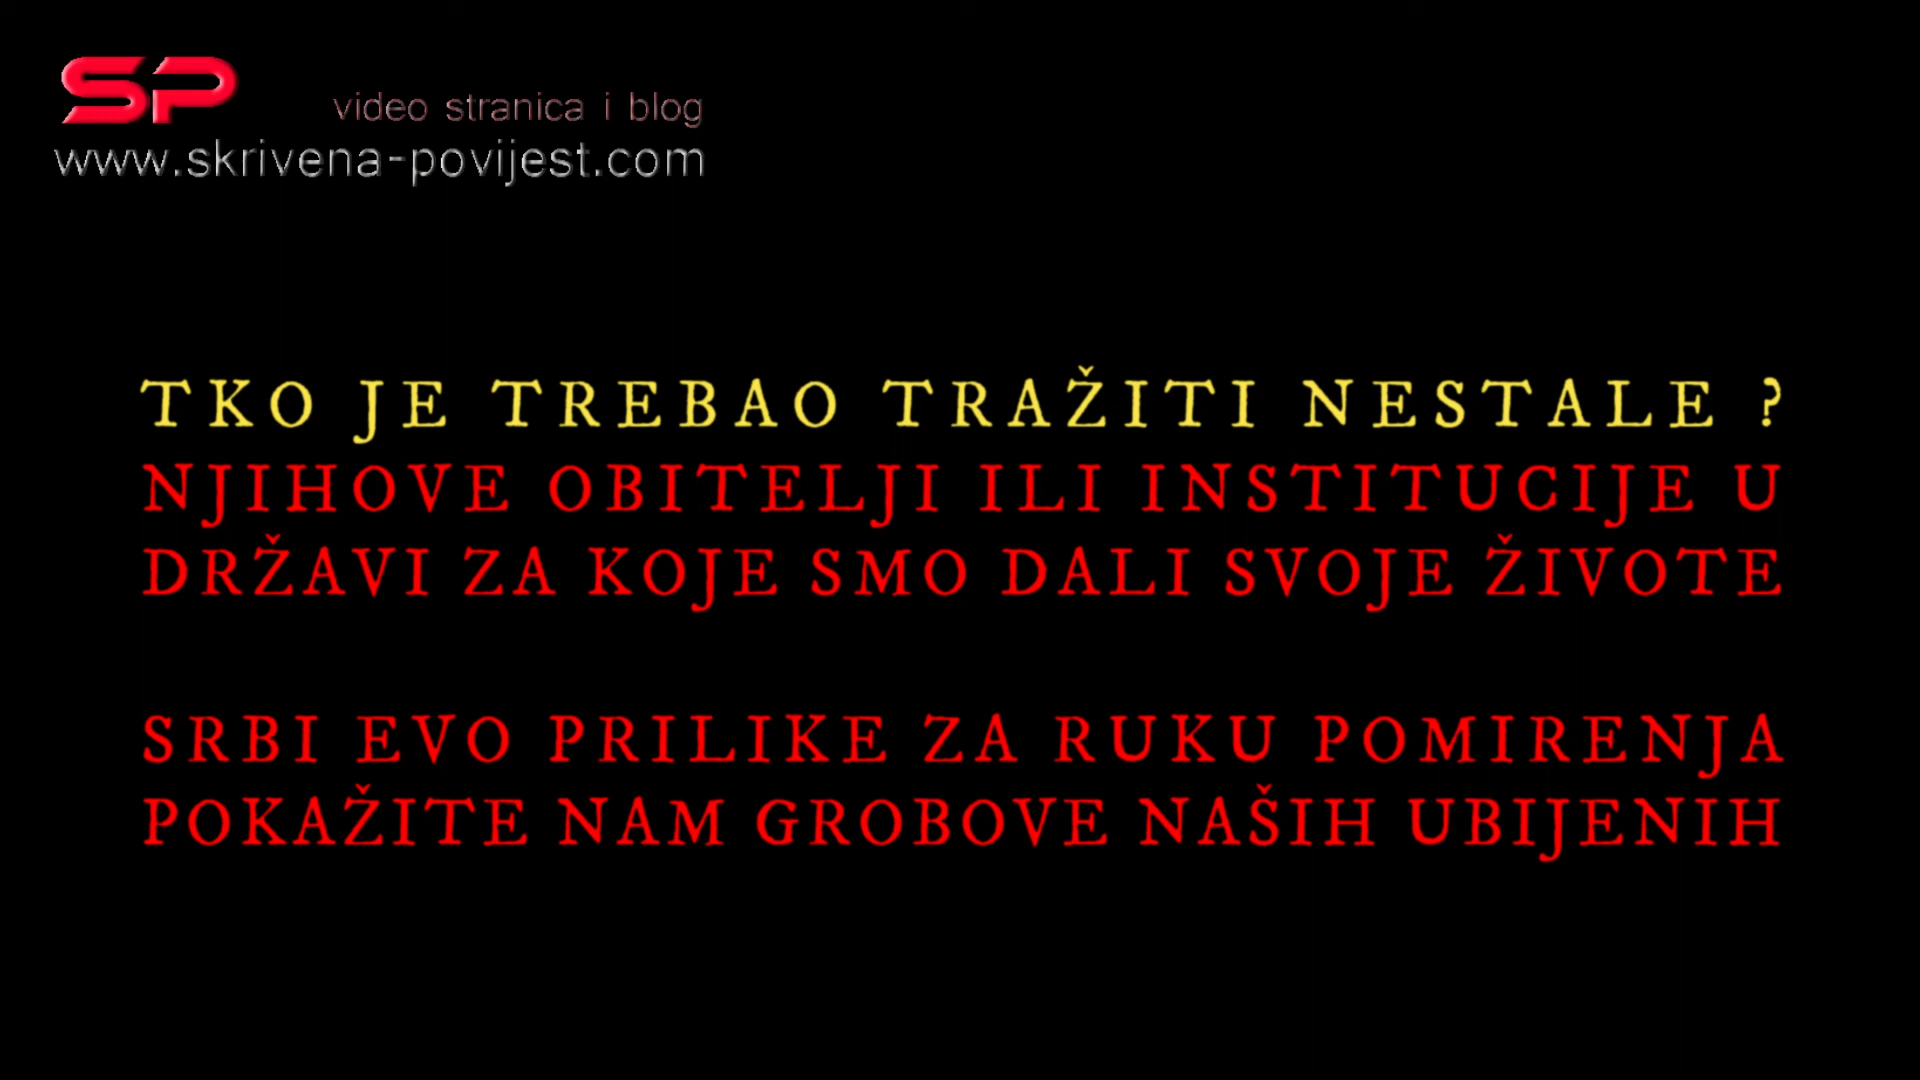 SP
video stranica i blog
www.skrivena-povijest.com
TKO JE TREBAO TRAŽITI NESTALE ?
NJIHOVE OBITELJI ILI INSTITUCIJE U
DRŽAVI ZA KOJE SMO DALI SVOJE ŽIVOTE
SRBI EVO PRILIKE ZA RUKU POMIRENJA
POKAŽITE NAM GROBOVE NAŠIH UBIJENIH